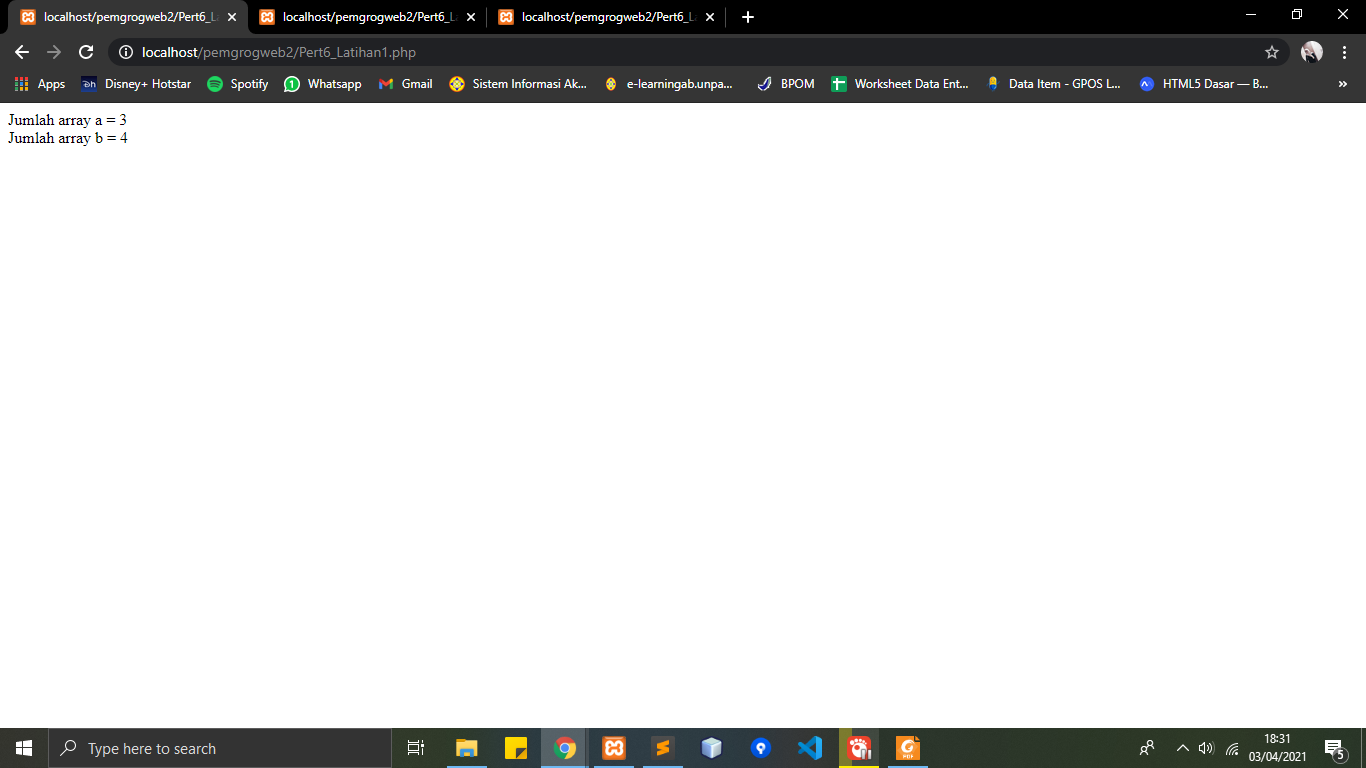 localhost/pemgrogweb2/Pert6_L
localhost/pemgrogweb2/Pert6_L
localhost/pemgrogweb2/Pert6_L
localhost/pemgrogweb2/Pert6_Latihan1.php
Apps Disney+ Hotstar Spotify Whatsapp Gmail Sistem Informasi Ak... e-learningab.unpa... BPOM Worksheet Data Ent... Data Item - GPOS L... HTML5 Dasar — B... »
Jumlah array a = 3
Jumlah array b = 4
Type here to search
18:31
03/04/2021
5